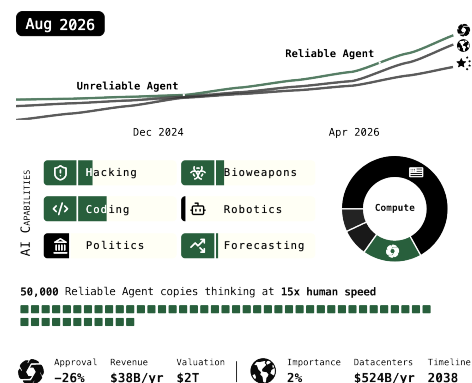 Aug 2026
Reliable Agent
Unreliable Agent
Dec 2024 Apr 2026
AI CAPABILITIES
Hacking Bioweapons
Coding Robotics
Politics Forecasting
Compute
50,000 Reliable Agent copies thinking at 15x human speed
Approval Revenue Valuation Importance Datacenters Timeline
−26% $38B/yr $2T 2% $524B/yr 2038